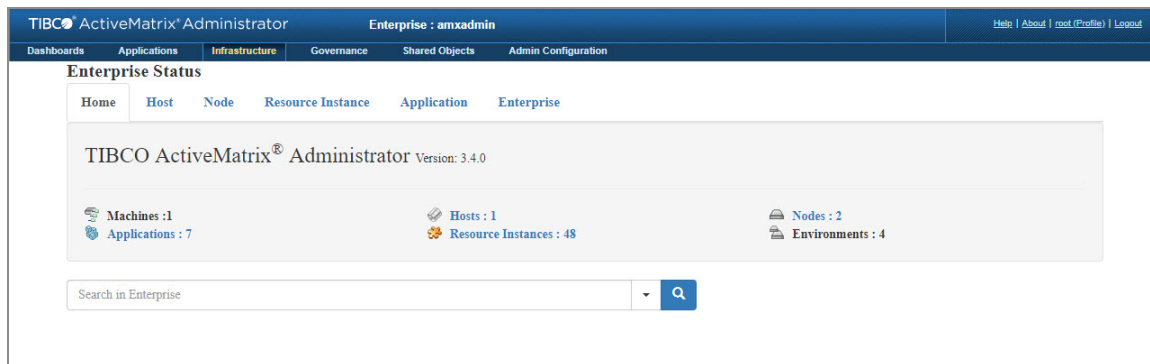 TIBCO® ActiveMatrix® Administrator Enterprise : amxadmin Help | About | root (Profile) | Logout
Dashboards Applications Infrastructure Governance Shared Objects Admin Configuration
Enterprise Status
Home Host Node Resource Instance Application Enterprise
TIBCO ActiveMatrix® Administrator Version: 3.4.0
Machines :1 Hosts : 1 Nodes : 2
Applications : 7 Resource Instances : 48 Environments : 4
Search in Enterprise